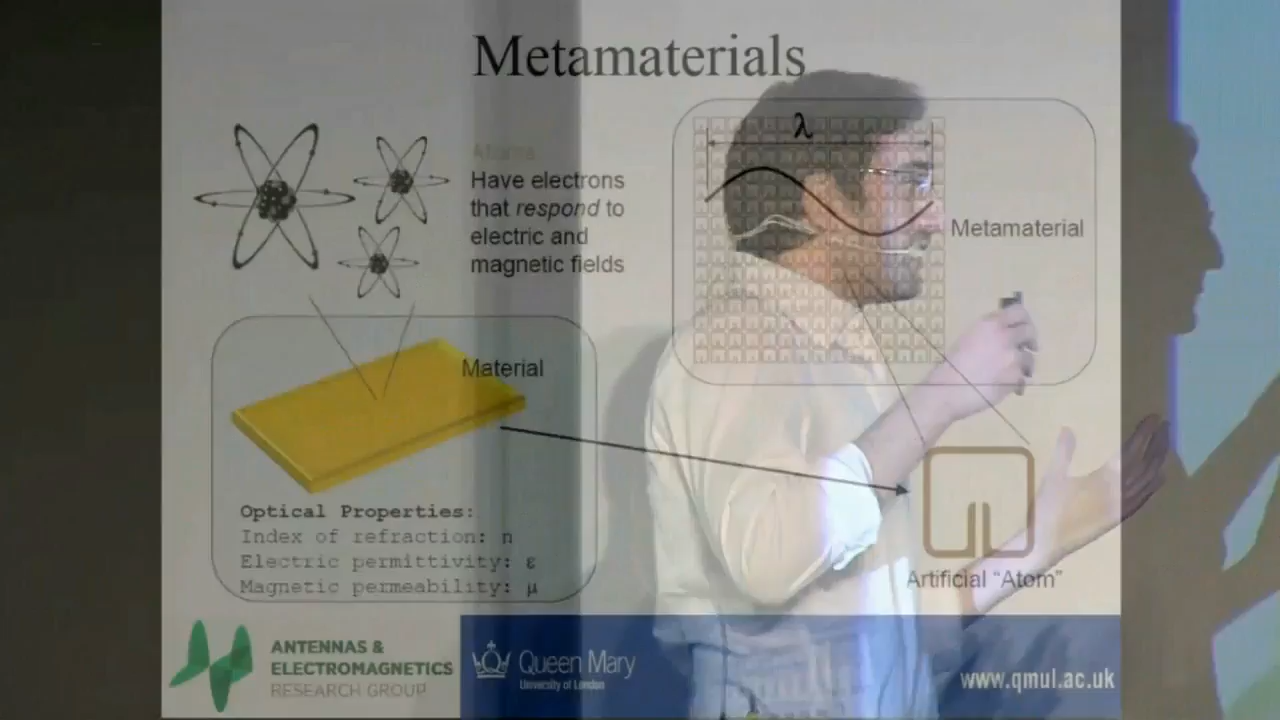 Metamaterials
Atoms
Have electrons
that respond to
electric and
magnetic fields
λ
Metamaterial
Material
Optical Properties:
Index of refraction: n
Electric permittivity: ε
Magnetic permeability: μ
Artificial “Atom”
ANTENNAS &
ELECTROMAGNETICS
RESEARCH GROUP
Queen Mary
University of London
www.qmul.ac.uk